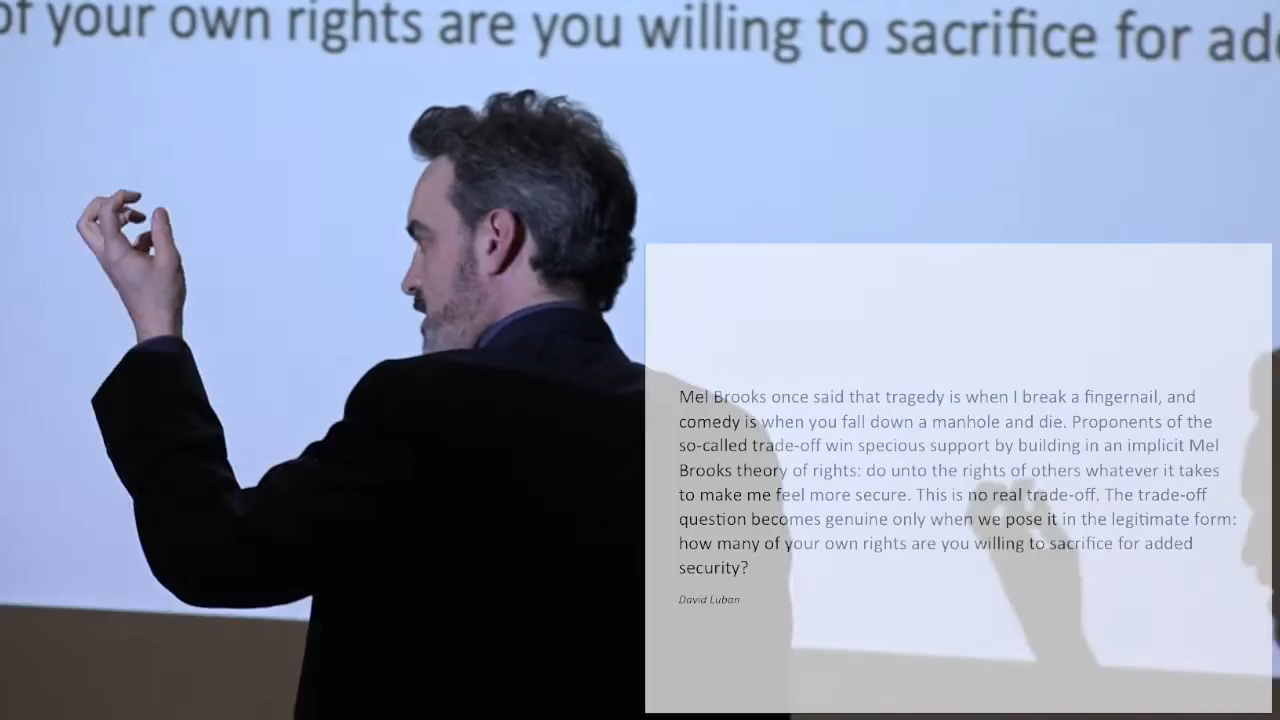 of your own rights are you willing to sacrifice for
Mel Brooks once said that tragedy is when I break a fingernail, and
comedy is when you fall down a manhole and die. Proponents of the
so-called trade-off win specious support by building in an implicit Mel
Brooks theory of rights: do unto the rights of others whatever it takes
to make me feel more secure. This is no real trade-off. The trade-off
question becomes genuine only when we pose it in the legitimate form:
how many of your own rights are you willing to sacrifice for added
security?
David Luban